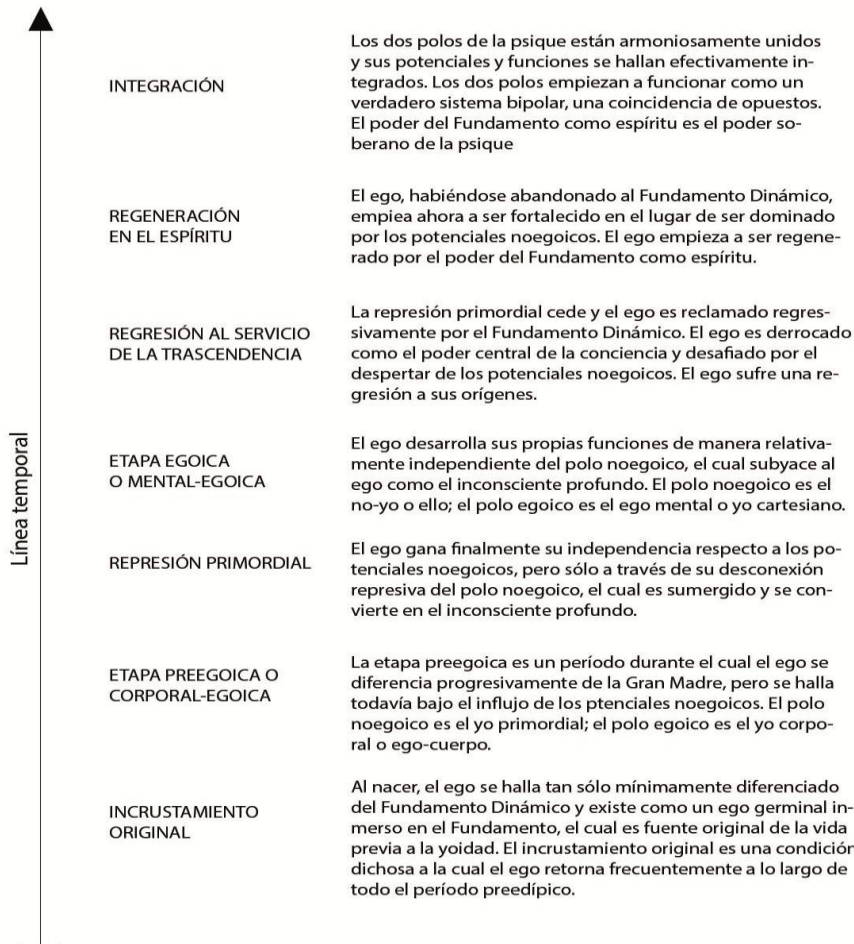 INTEGRACIÓN
Los dos polos de la psique están armoniosamente unidos
y sus potenciales y funciones se hallan efectivamente in-
tegrados. Los dos polos empiezan a funcionar como un
verdadero sistema bipolar, una coincidencia de opuestos.
El poder del Fundamento como espíritu es el poder so-
berano de la psique
REGENERACIÓN
EN EL ESPÍRITU
El ego, habiéndose abandonado al Fundamento Dinámico,
empiea ahora a ser fortalecido en el lugar de ser dominado
por los potenciales noegoicos. El ego empieza a ser regene-
rado por el poder del Fundamento como espíritu.
REGRESIÓN AL SERVICIO
DE LA TRASCENDENCIA
La represión primordial cede y el ego es reclamado regres-
sivamente por el Fundamento Dinámico. El ego es derrocado
como el poder central de la conciencia y desafiado por el
despertar de los potenciales noegoicos. El ego sufre una re-
gresión a sus orígenes.
ETAPA EGOICA
O MENTAL-EGOICA
El ego desarrolla sus propias funciones de manera relativa-
mente independiente del polo noegoico, el cual subyace al
ego como el inconsciente profundo. El polo noegoico es el
no-yo o ello; el polo egoico es el ego mental o yo cartesiano.
REPRESIÓN PRIMORDIAL
El ego gana finalmente su independencia respecto a los po-
tenciales noegoicos, pero sólo a través de su desconexión
represiva del polo noegoico, el cual es sumergido y se con-
vierte en el inconsciente profundo.
ETAPA PREEGOICA O
CORPORAL-EGOICA
La etapa preegoica es un período durante el cual el ego se
diferencia progresivamente de la Gran Madre, pero se halla
todavía bajo el influjo de los ptenciales noegoicos. El polo
noegoico es el yo primordial; el polo egoico es el yo corpo-
ral o ego-cuerpo.
INCRUSTAMIENTO
ORIGINAL
Al nacer, el ego se halla tan sólo mínimamente diferenciado
del Fundamento Dinámico y existe como un ego germinal in-
merso en el Fundamento, el cual es fuente original de la vida
previa a la yoidad. El incrustamiento original es una condición
dichosa a la cual el ego retorna frecuentemente a lo largo de
todo el período preedípico.
Línea temporal